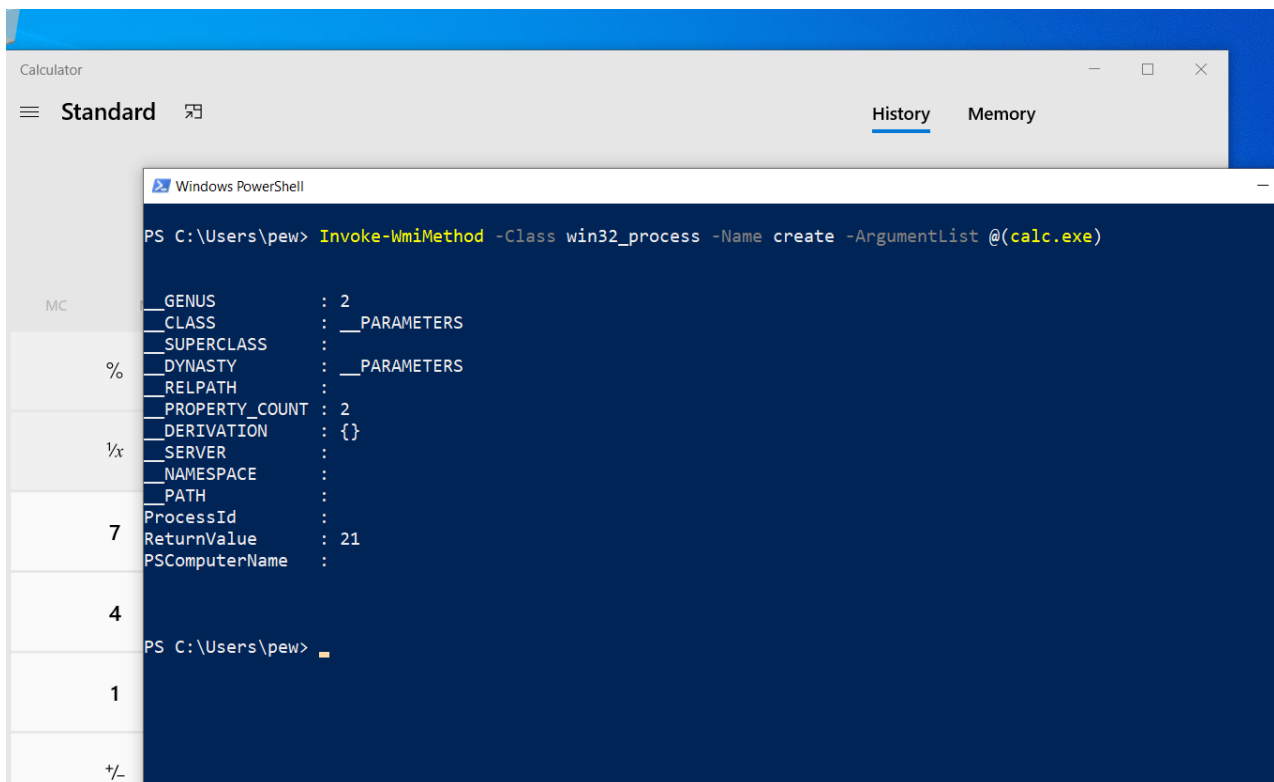 Calculator
Standard
History Memory
Windows PowerShell
PS C:\Users\pew> Invoke-WmiMethod -Class win32_process -Name create -ArgumentList @(calc.exe)
MC
__GENUS : 2
__CLASS : __PARAMETERS
__SUPERCLASS :
__DYNASTY : __PARAMETERS
__RELPATH :
__PROPERTY_COUNT : 2
__DERIVATION : {}
__SERVER :
__NAMESPACE :
__PATH :
ProcessId :
ReturnValue : 21
PSComputerName :
PS C:\Users\pew>
%
¹/x
7
4
1
+/-